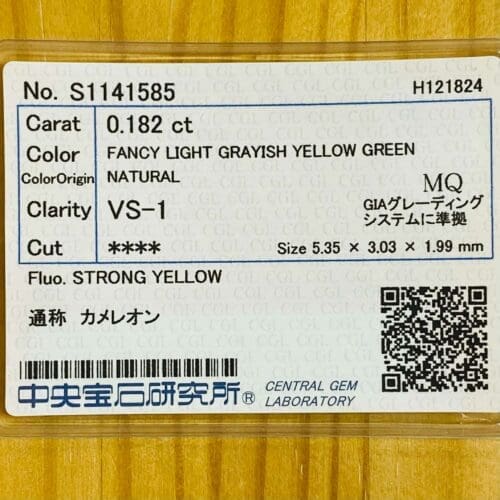 No. S1141585 H121824
Carat 0.182 ct
Color FANCY LIGHT GRAYISH YELLOW GREEN
ColorOrigin NATURAL
MQ
Clarity VS-1
GIAグレーディング
システムに準拠
Cut **** Size 5.35 × 3.03 × 1.99 mm
Fluo. STRONG YELLOW
通称 カメレオン
中央宝石研究所® CENTRAL GEM
LABORATORY